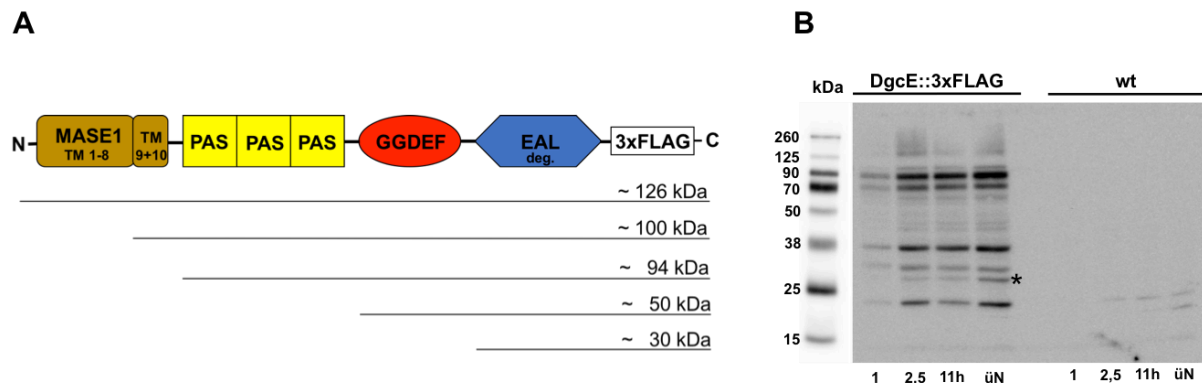 A
N
MASE1
TM 1-8
TM
9+10
PAS
PAS
PAS
GGDEF
EAL
deg.
3xFLAG
C
~ 126 kDa
~ 100 kDa
~ 94 kDa
~ 50 kDa
~ 30 kDa
B
kDa
DgcE::3xFLAG
wt
260
125
90
70
50
38
25
15
*
1 2,5 11h üN 1 2,5 11h üN